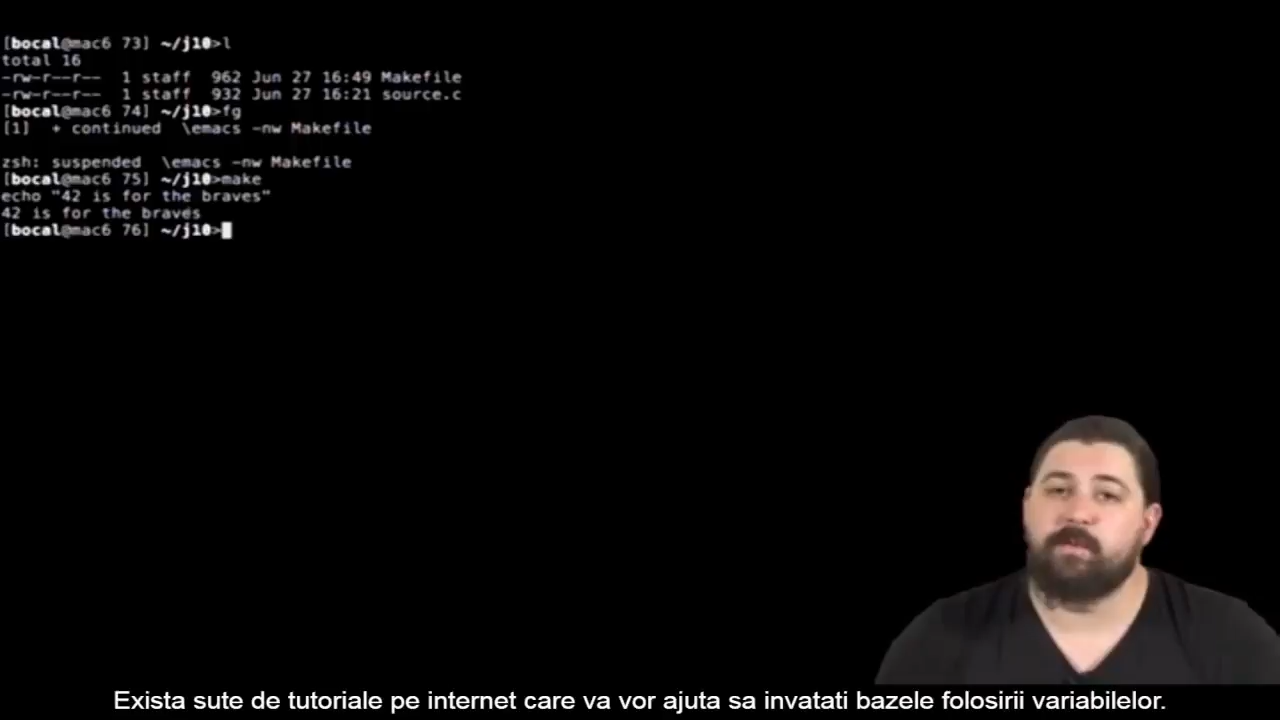 [bocal@mac6 73] ~/j10>l
total 16
-rw-r--r-- 1 staff 962 Jun 27 16:49 Makefile
-rw-r--r-- 1 staff 932 Jun 27 16:21 source.c
[bocal@mac6 74] ~/j10>fg
[1] + continued \emacs -nw Makefile
zsh: suspended \emacs -nw Makefile
[bocal@mac6 75] ~/j10>make
echo "42 is for the braves"
42 is for the braves
[bocal@mac6 76] ~/j10>
Exista sute de tutoriale pe internet care va vor ajuta sa invatati bazele folosirii variabilelor.